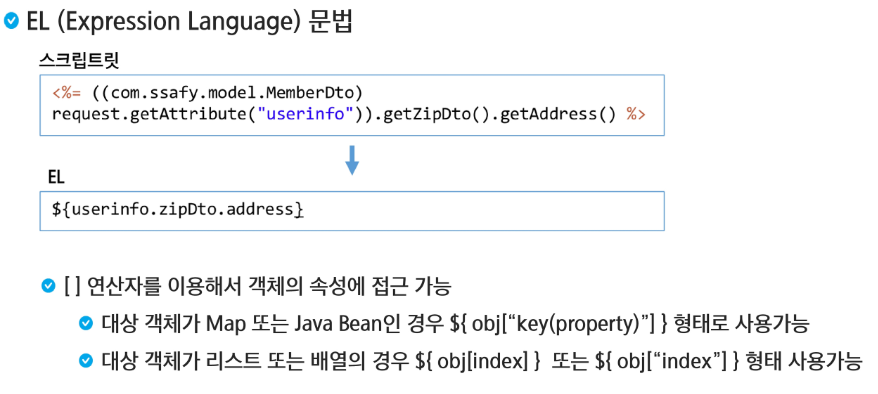 EL (Expression Language) 문법
스크립트릿
<%= ((com.ssafy.model.MemberDto)
request.getAttribute("userinfo")).getZipDto().getAddress() %>
EL
${userinfo.zipDto.address}
[ ] 연산자를 이용해서 객체의 속성에 접근 가능
대상 객체가 Map 또는 Java Bean인 경우 ${ obj[“key(property)”] } 형태로 사용가능
대상 객체가 리스트 또는 배열의 경우 ${ obj[index] } 또는 ${ obj[“index”] } 형태 사용가능